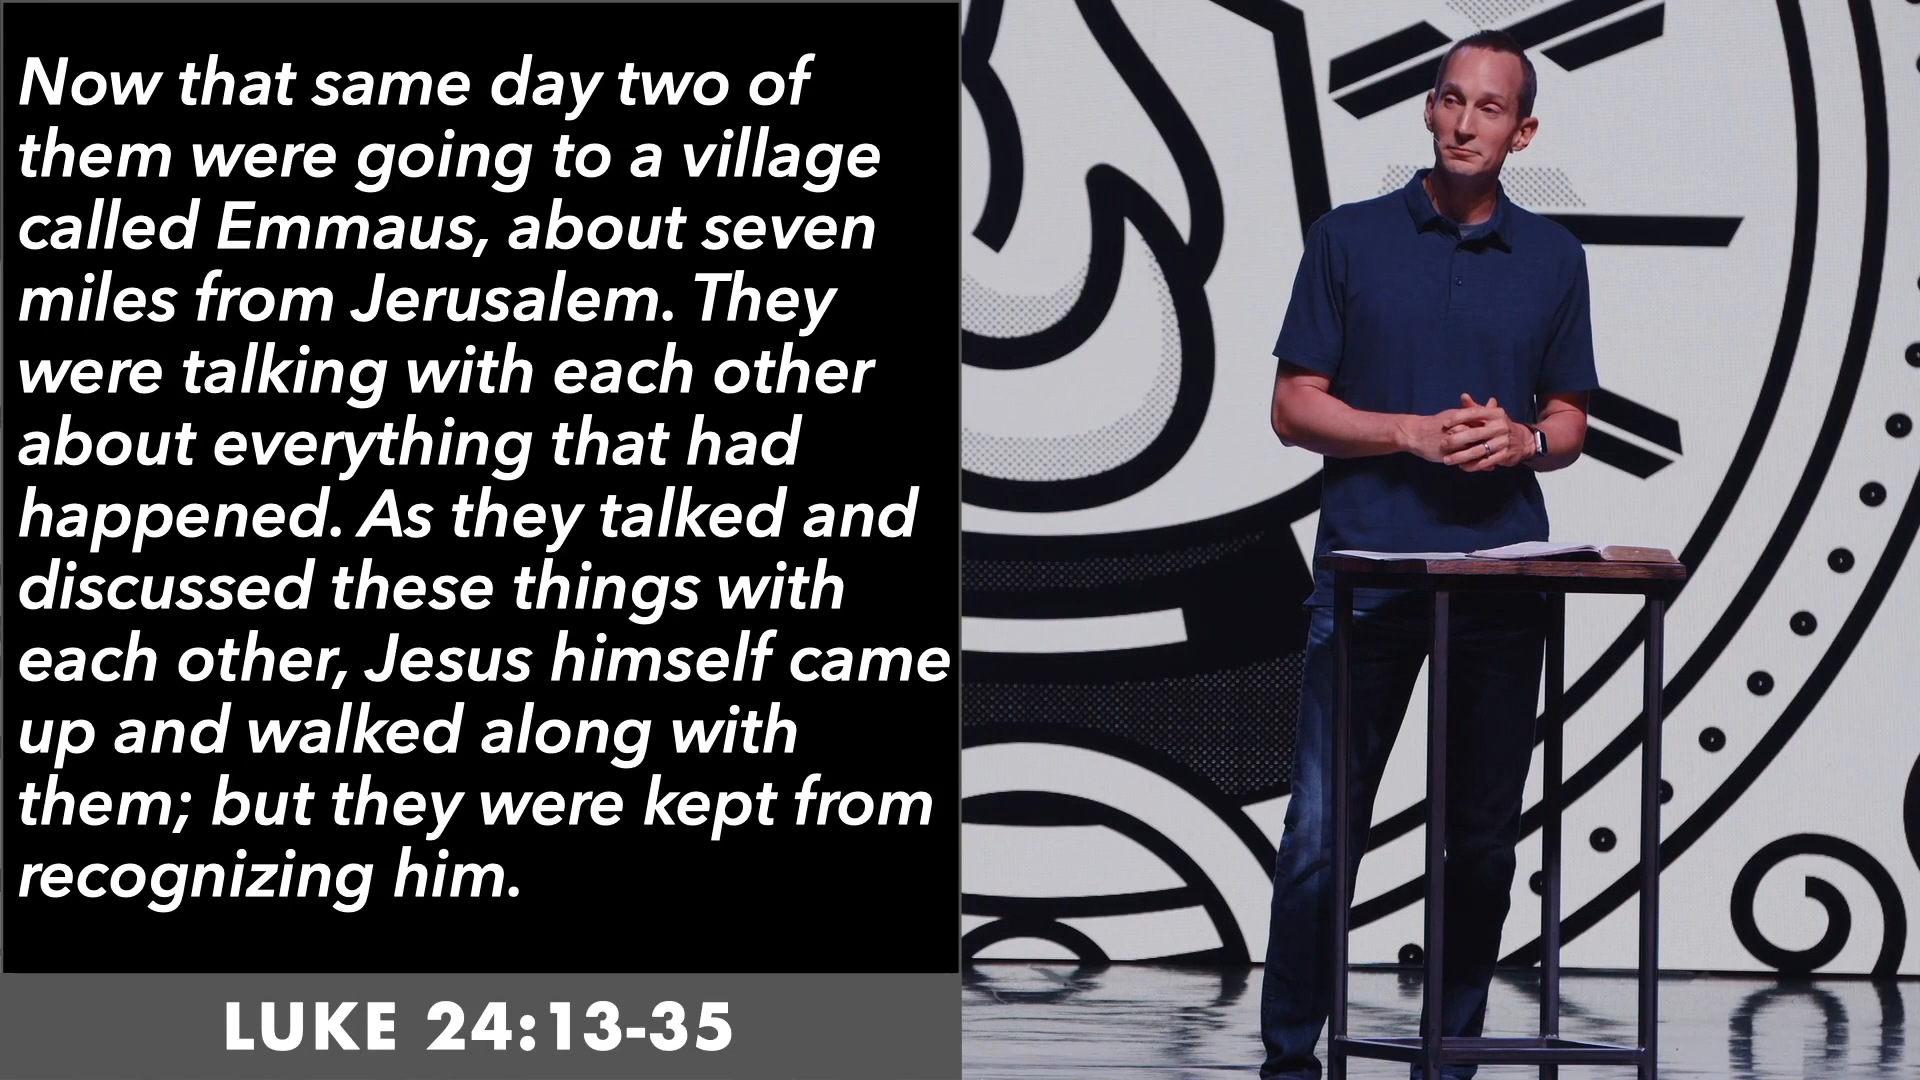 Now that same day two of
them were going to a village
called Emmaus, about seven
miles from Jerusalem. They
were talking with each other
about everything that had
happened. As they talked and
discussed these things with
each other, Jesus himself came
up and walked along with
them; but they were kept from
recognizing him.
LUKE 24:13-35